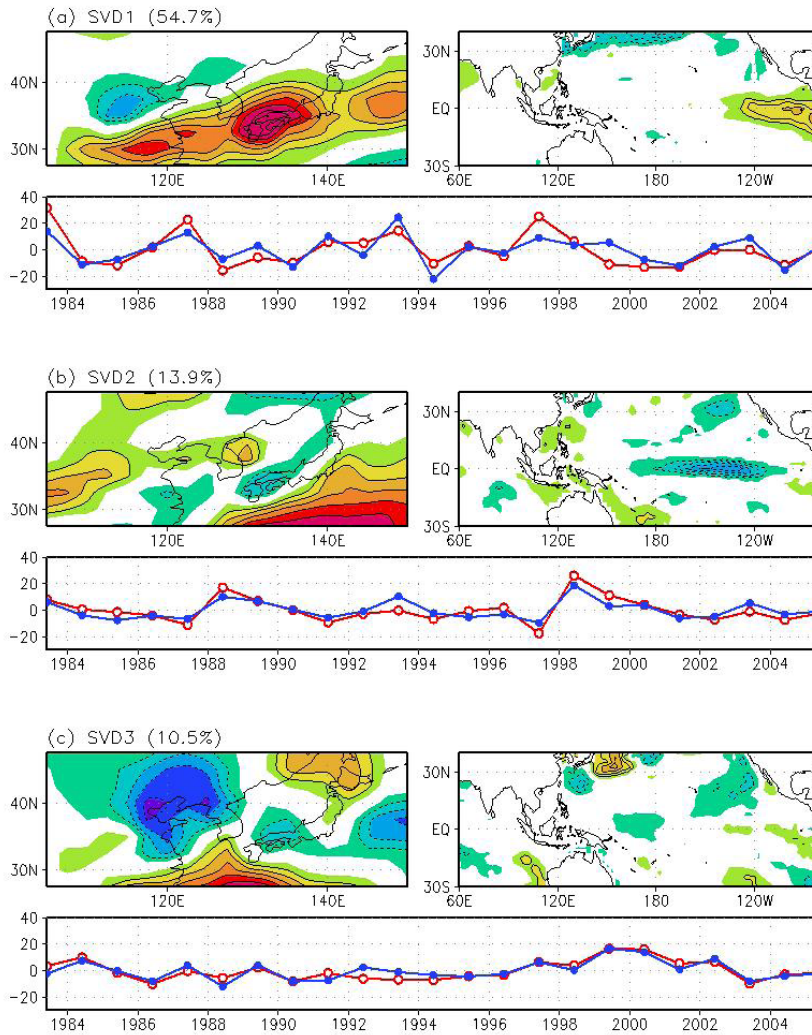 (a) SVD1 (54.7%)
40N
30N
120E 140E
30N
EQ
30S
60E 120E 180 120W
40
20
0
-20
1984 1986 1988 1990 1992 1994 1996 1998 2000 2002 2004
(b) SVD2 (13.9%)
40N
30N
120E 140E
30N
EQ
30S
60E 120E 180 120W
40
20
0
-20
1984 1986 1988 1990 1992 1994 1996 1998 2000 2002 2004
(c) SVD3 (10.5%)
40N
30N
120E 140E
30N
EQ
30S
60E 120E 180 120W
40
20
0
-20
1984 1986 1988 1990 1992 1994 1996 1998 2000 2002 2004